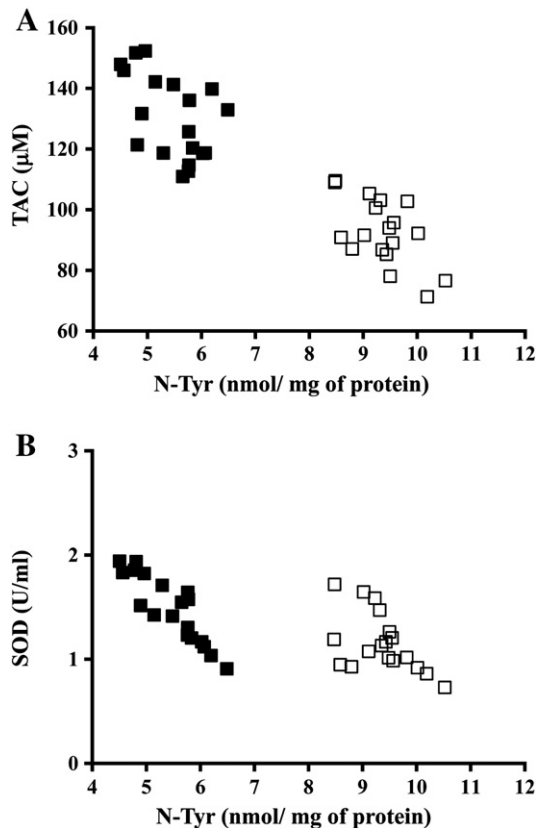 A
160
140
120
100
80
60
TAC (μM)
4 5 6 7 8 9 10 11 12
N-Tyr (nmol/ mg of protein)
B
3
2
1
0
SOD (U/ml)
4 5 6 7 8 9 10 11 12
N-Tyr (nmol/ mg of protein)